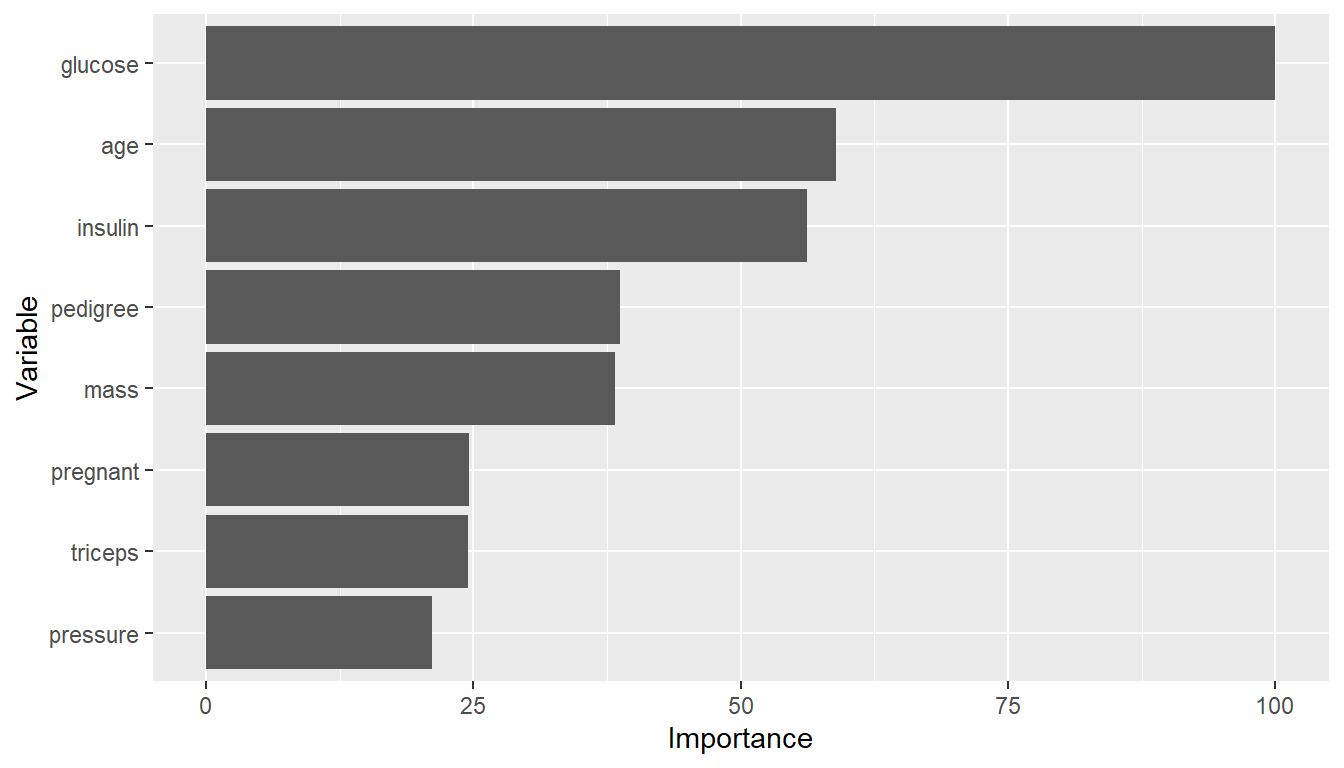 glucose
age
insulin
pedigree
mass
pregnant
triceps
pressure
Variable
0 25 50 75 100
Importance